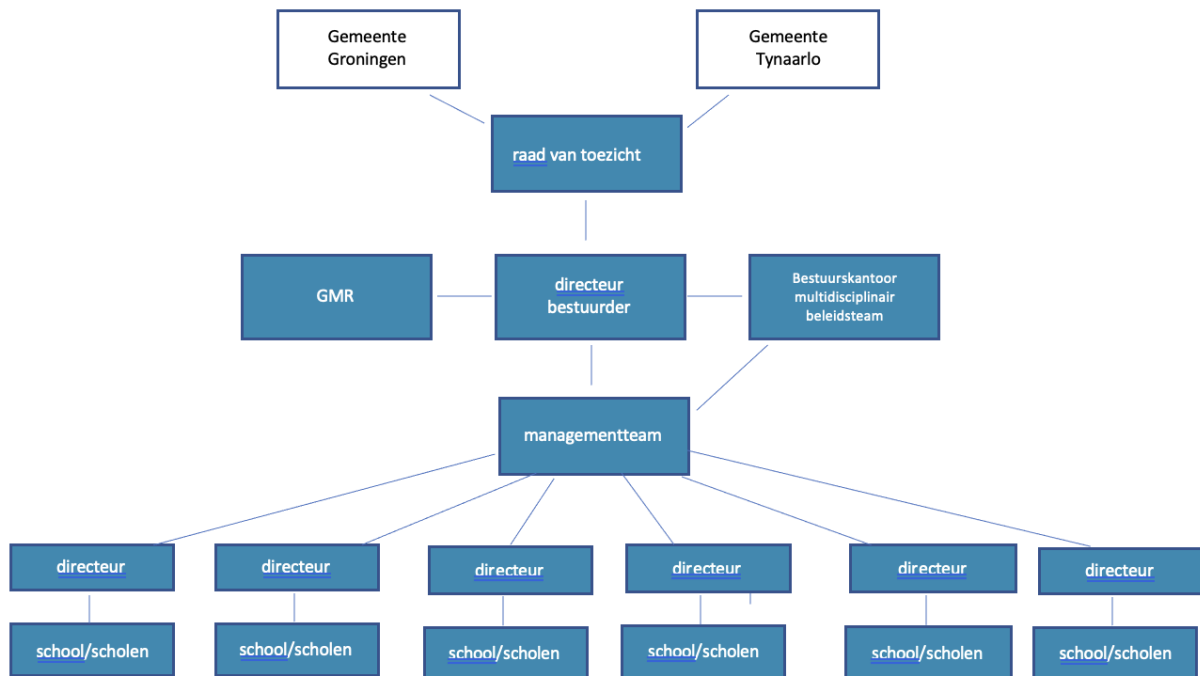 Gemeente
Groningen
Gemeente
Tynaarlo
raad van toezicht
GMR
directeur
bestuurder
Bestuurskantoor
multidisciplinair
beleidsteam
managementteam
directeur
directeur
directeur
directeur
directeur
directeur
school/scholen
school/scholen
school/scholen
school/scholen
school/scholen
school/scholen